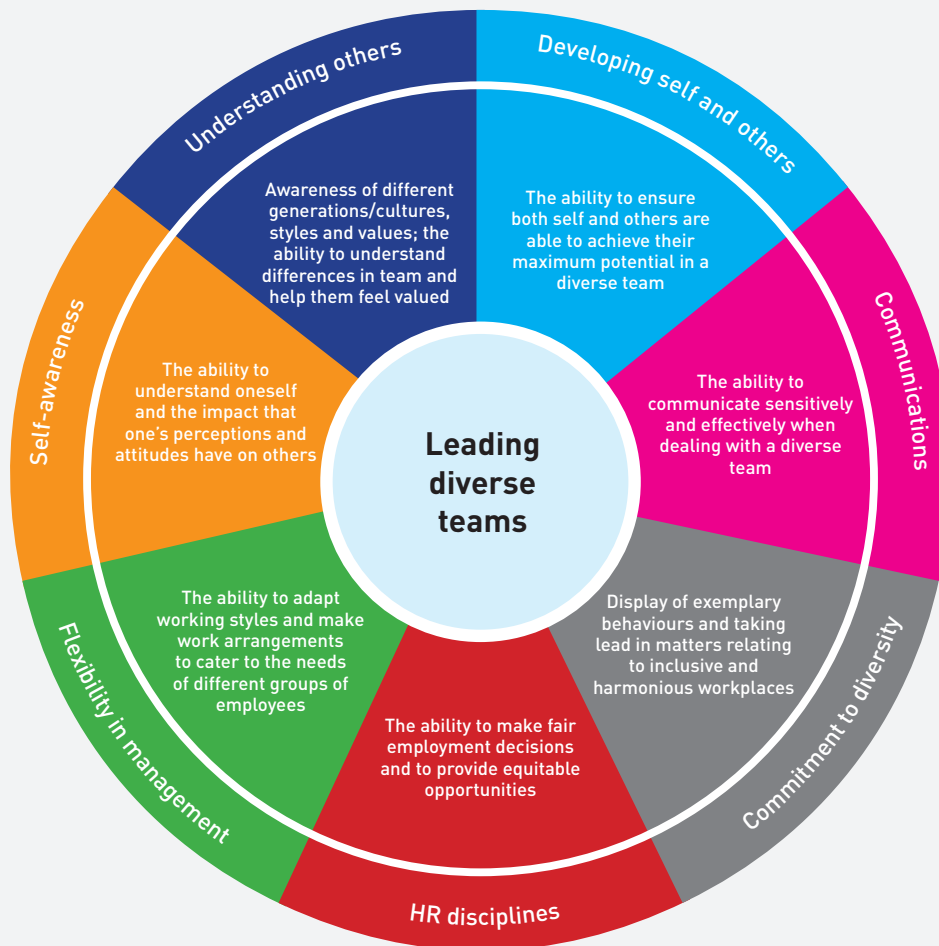 Understanding others
Awareness of different
generations/cultures,
styles and values; the
ability to understand
differences in team and
help them feel valued
Developing self and others
The ability to ensure
both self and others are
able to achieve their
maximum potential in a
diverse team
Communications
The ability to
communicate sensitively
and effectively when
dealing with a diverse
team
Commitment to diversity
Display of exemplary
behaviours and taking
lead in matters relating
to inclusive and
harmonious workplaces
HR disciplines
The ability to make fair
employment decisions
and to provide equitable
opportunities
Flexibility in management
The ability to adapt
working styles and make
work arrangements
to cater to the needs
of different groups of
employees
Self-awareness
The ability to
understand oneself
and the impact that
one's perceptions and
attitudes have on others
Leading
diverse
teams